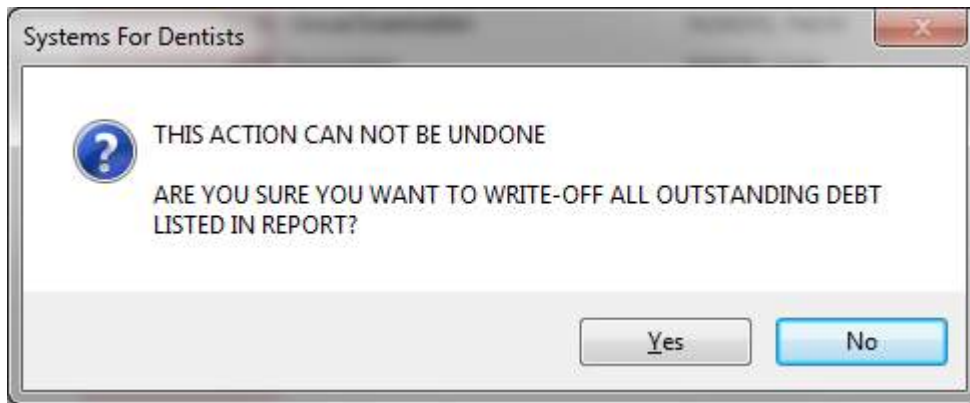 Systems For Dentists
THIS ACTION CAN NOT BE UNDONE
ARE YOU SURE YOU WANT TO WRITE-OFF ALL OUTSTANDING DEBT
LISTED IN REPORT?
Yes
No